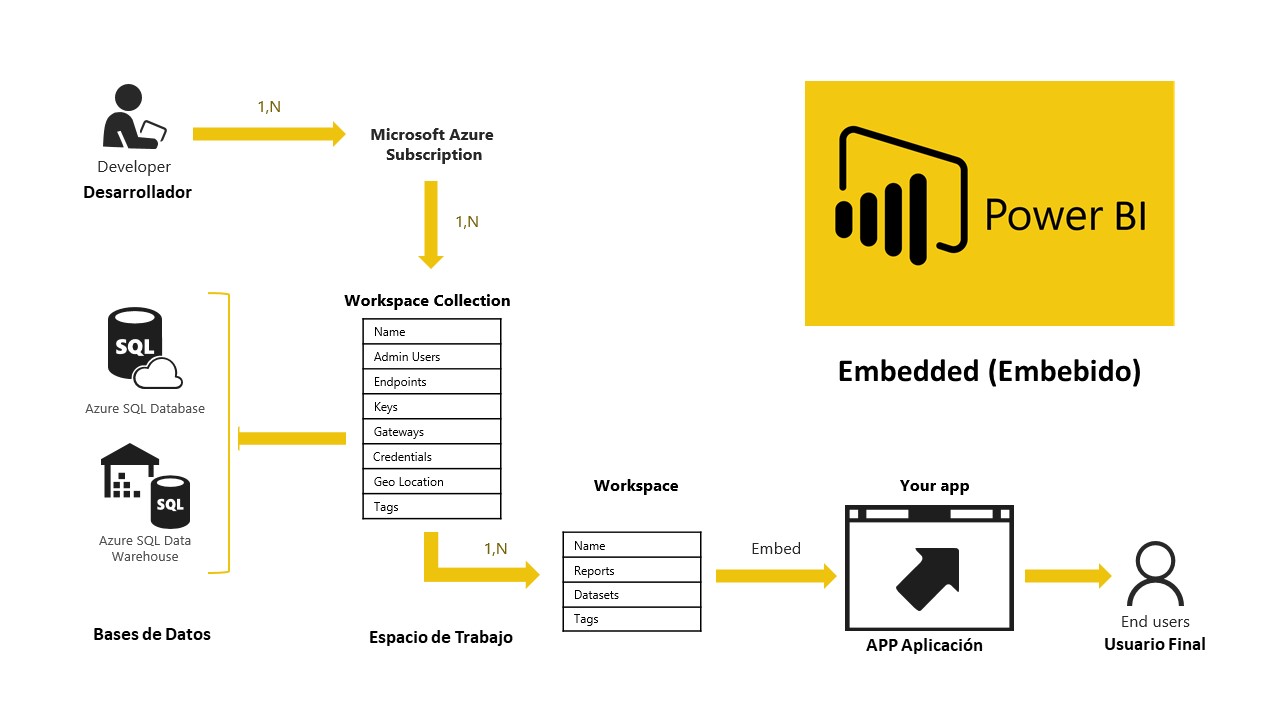 1,N
Developer
Desarrollador
Microsoft Azure
Subscription
1,N
Power BI
Embedded (Embebido)
Workspace Collection
Name
Admin Users
Endpoints
Keys
Gateways
Credentials
Geo Location
Tags
SQL
Azure SQL Database
SQL
Azure SQL Data
Warehouse
Bases de Datos
1,N
Espacio de Trabajo
Workspace
Name
Reports
Datasets
Tags
Embed
Your app
APP Aplicación
End users
Usuario Final